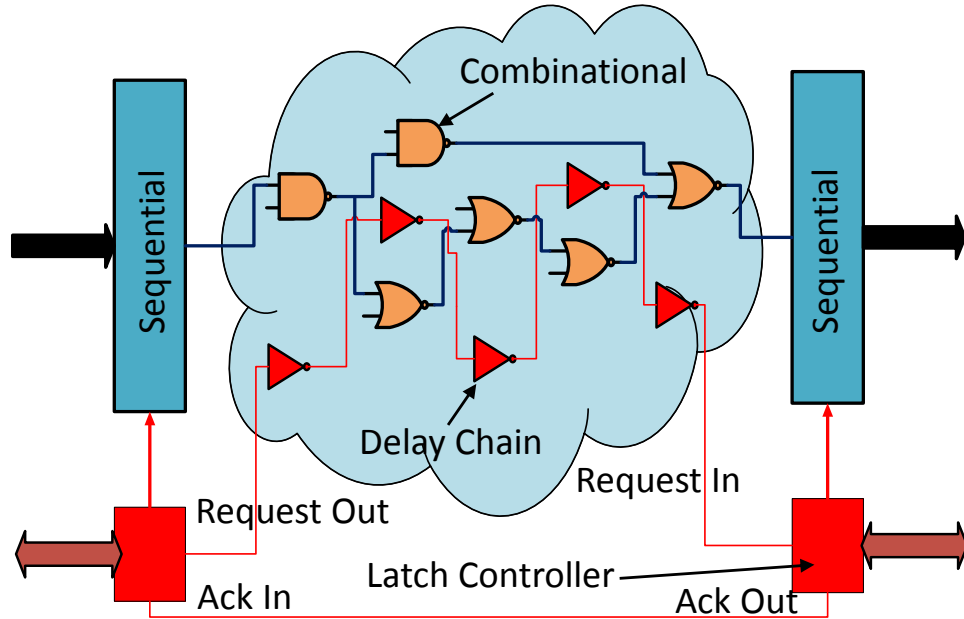 Combinational
Sequential
Sequential
Delay Chain
Request In
Request Out
Latch Controller
Ack In
Ack Out